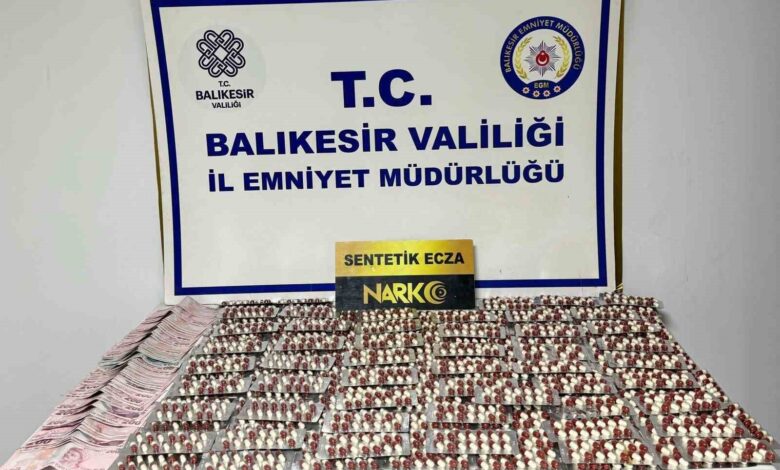 T.C.
BALIKESİR
VALİLİĞİ
BALIKESİR EMNİYET MÜDÜRLÜĞÜ
EGM
T.C.
BALIKESİR VALİLİĞİ
İL EMNİYET MÜDÜRLÜĞÜ
SENTETİK ECZA
NARKO